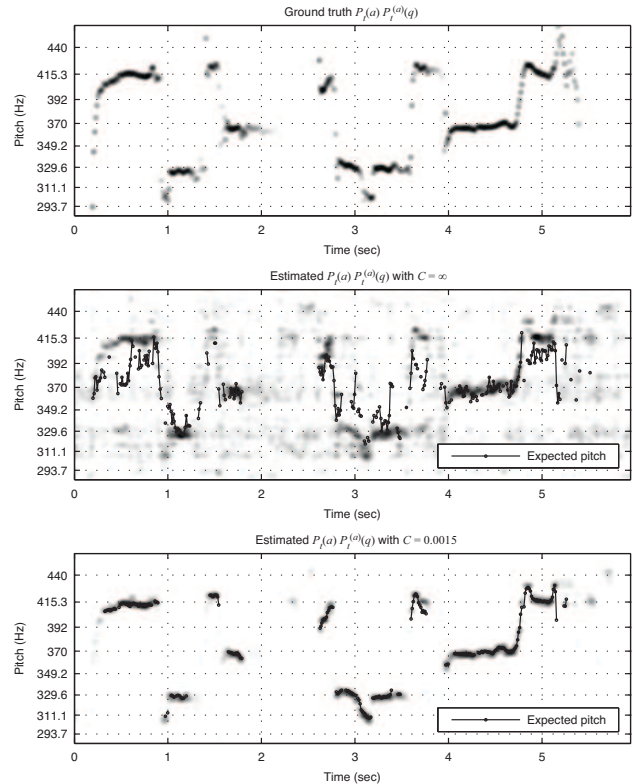 Ground truth P_t(a) P_t^(a)(q)
Pitch (Hz)
440
415.3
392
370
349.2
329.6
311.1
293.7
0 1 2 3 4 5
Time (sec)
Estimated P_t(a) P_t^(a)(q) with C = ∞
Pitch (Hz)
440
415.3
392
370
349.2
329.6
311.1
293.7
Expected pitch
0 1 2 3 4 5
Time (sec)
Estimated P_t(a) P_t^(a)(q) with C = 0.0015
Pitch (Hz)
440
415.3
392
370
349.2
329.6
311.1
293.7
Expected pitch
0 1 2 3 4 5
Time (sec)